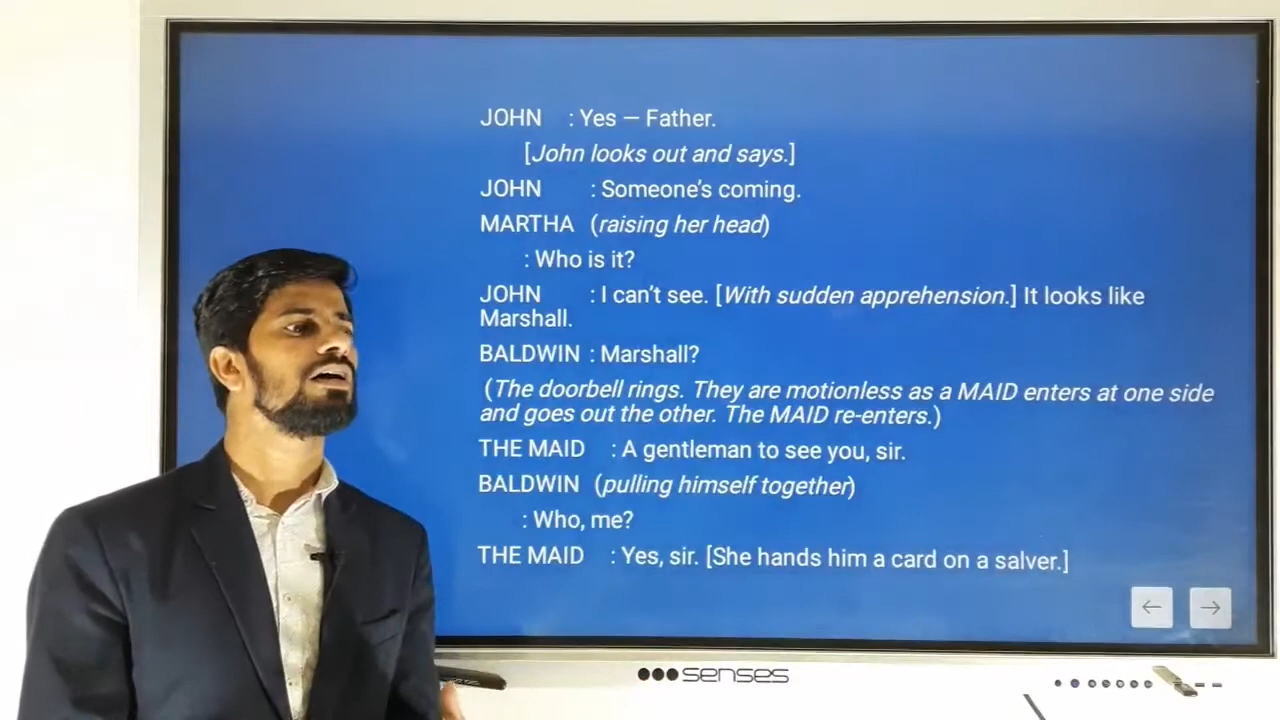 JOHN : Yes — Father.
[John looks out and says.]
JOHN : Someone's coming.
MARTHA (raising her head)
: Who is it?
JOHN : I can't see. [With sudden apprehension.] It looks like
Marshall.
BALDWIN : Marshall?
(The doorbell rings. They are motionless as a MAID enters at one side
and goes out the other. The MAID re-enters.)
THE MAID : A gentleman to see you, sir.
BALDWIN (pulling himself together)
: Who, me?
THE MAID : Yes, sir. [She hands him a card on a salver.]
senses